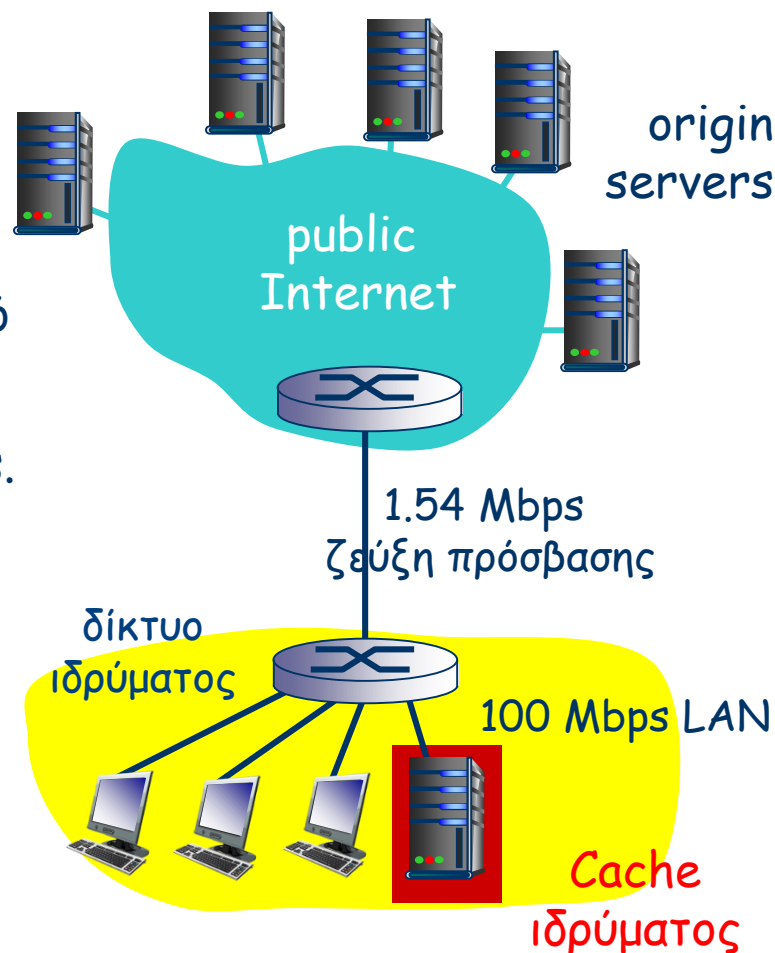 origin
servers
public
Internet
ό
ς.
1.54 Mbps
ζεύξη πρόσβασης
δίκτυο
ιδρύματος
100 Mbps LAN
Cache
ιδρύματος